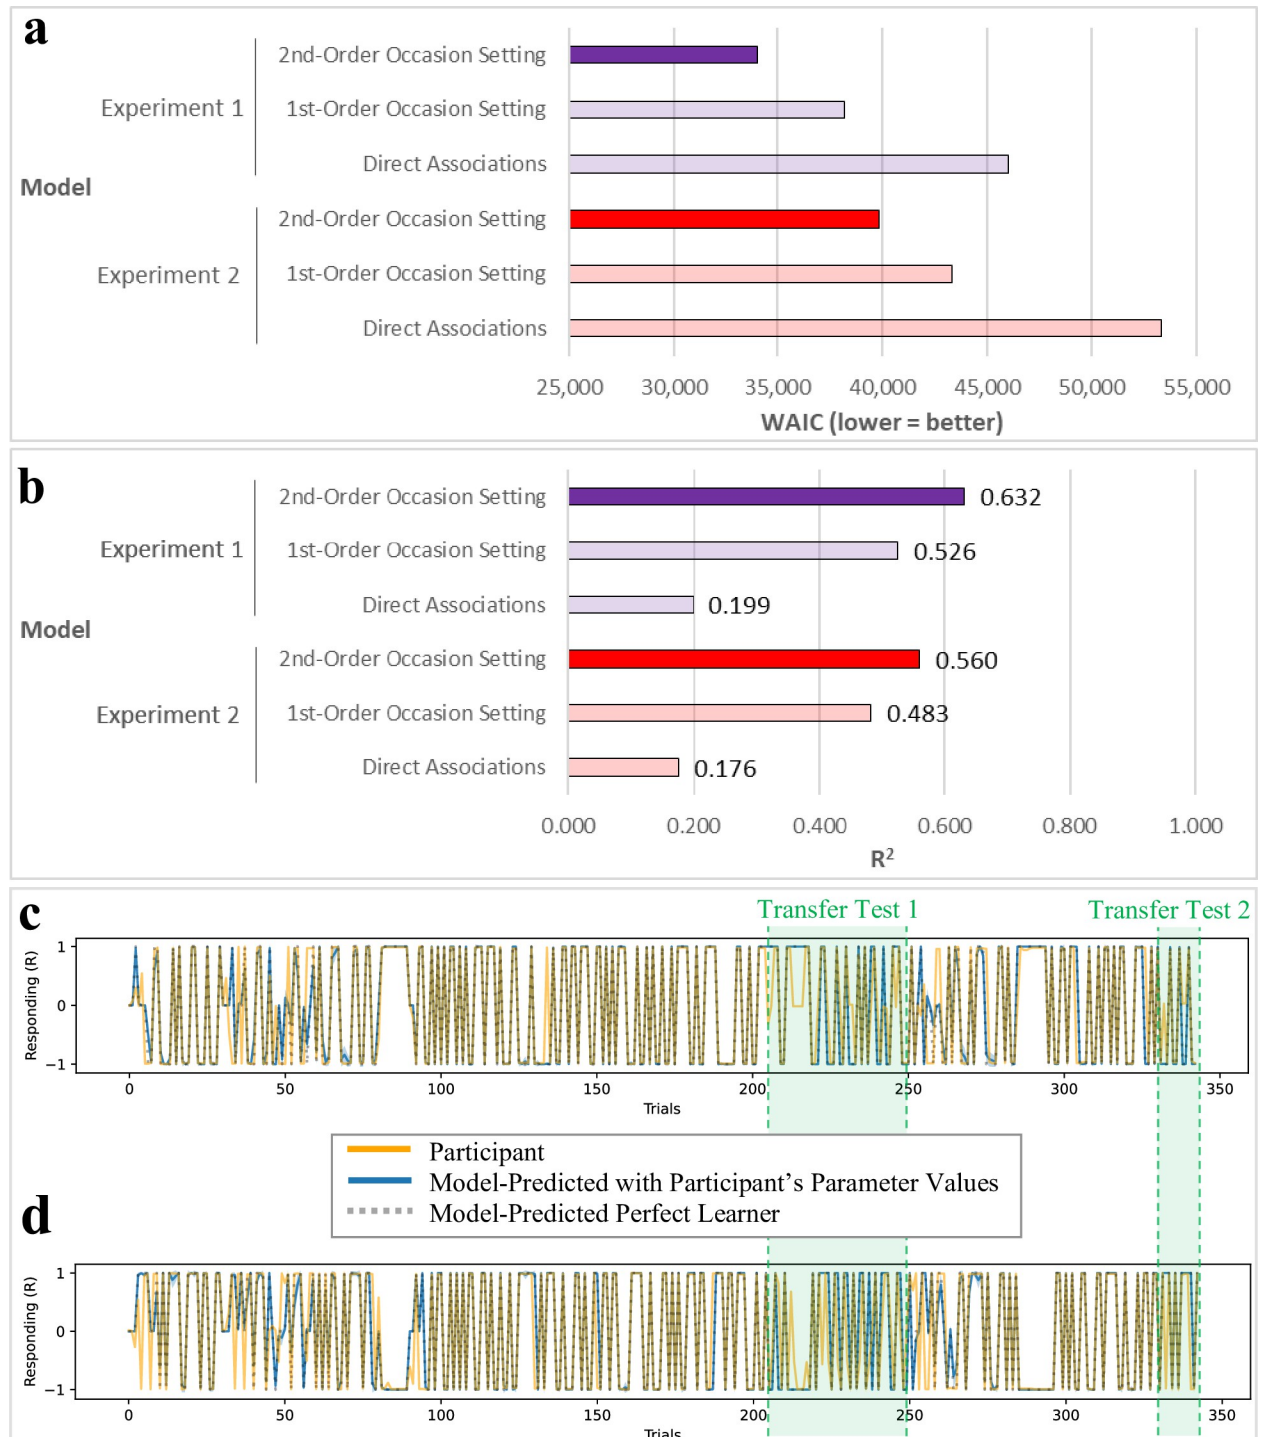 a
2nd-Order Occasion Setting
Experiment 1
1st-Order Occasion Setting
Direct Associations
Model
2nd-Order Occasion Setting
Experiment 2
1st-Order Occasion Setting
Direct Associations
25,000 30,000 35,000 40,000 45,000 50,000 55,000
WAIC (lower = better)
b
2nd-Order Occasion Setting 0.632
Experiment 1
1st-Order Occasion Setting 0.526
Direct Associations 0.199
Model
2nd-Order Occasion Setting 0.560
Experiment 2
1st-Order Occasion Setting 0.483
Direct Associations 0.176
0.000 0.200 0.400 0.600 0.800 1.000
R²
c
Transfer Test 1 Transfer Test 2
Responding (R)
1
0
−1
0 50 100 150 200 250 300 350
Trials
Participant
Model-Predicted with Participant's Parameter Values
Model-Predicted Perfect Learner
d
Responding (R)
1
0
−1
0 50 100 150 200 250 300 350
Trials